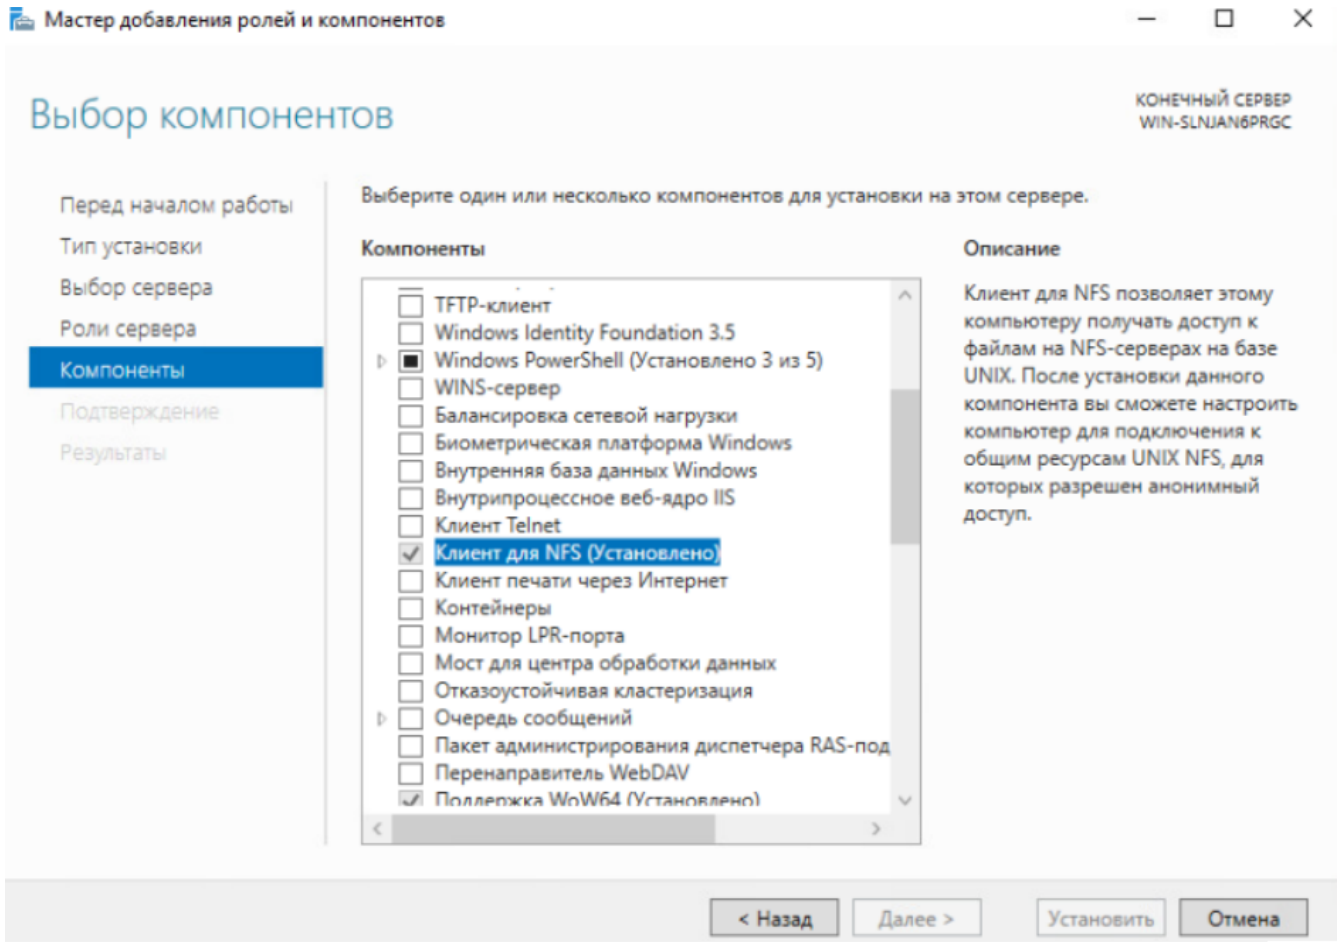 Мастер добавления ролей и компонентов
Выбор компонентов
КОНЕЧНЫЙ СЕРВЕР
WIN-SLNJAN6PRGC
Перед началом работы
Тип установки
Выбор сервера
Роли сервера
Компоненты
Подтверждение
Результаты
Выберите один или несколько компонентов для установки на этом сервере.
Компоненты
TFTP-клиент
Windows Identity Foundation 3.5
Windows PowerShell (Установлено 3 из 5)
WINS-сервер
Балансировка сетевой нагрузки
Биометрическая платформа Windows
Внутренняя база данных Windows
Внутрипроцессное веб-ядро IIS
Клиент Telnet
Клиент для NFS (Установлено)
Клиент печати через Интернет
Контейнеры
Монитор LPR-порта
Мост для центра обработки данных
Отказоустойчивая кластеризация
Очередь сообщений
Пакет администрирования диспетчера RAS-под
Перенаправитель WebDAV
Поддержка WoW64 (Установлено)
Описание
Клиент для NFS позволяет этому
компьютеру получать доступ к
файлам на NFS-серверах на базе
UNIX. После установки данного
компонента вы сможете настроить
компьютер для подключения к
общим ресурсам UNIX NFS, для
которых разрешен анонимный
доступ.
< Назад
Далее >
Установить
Отмена